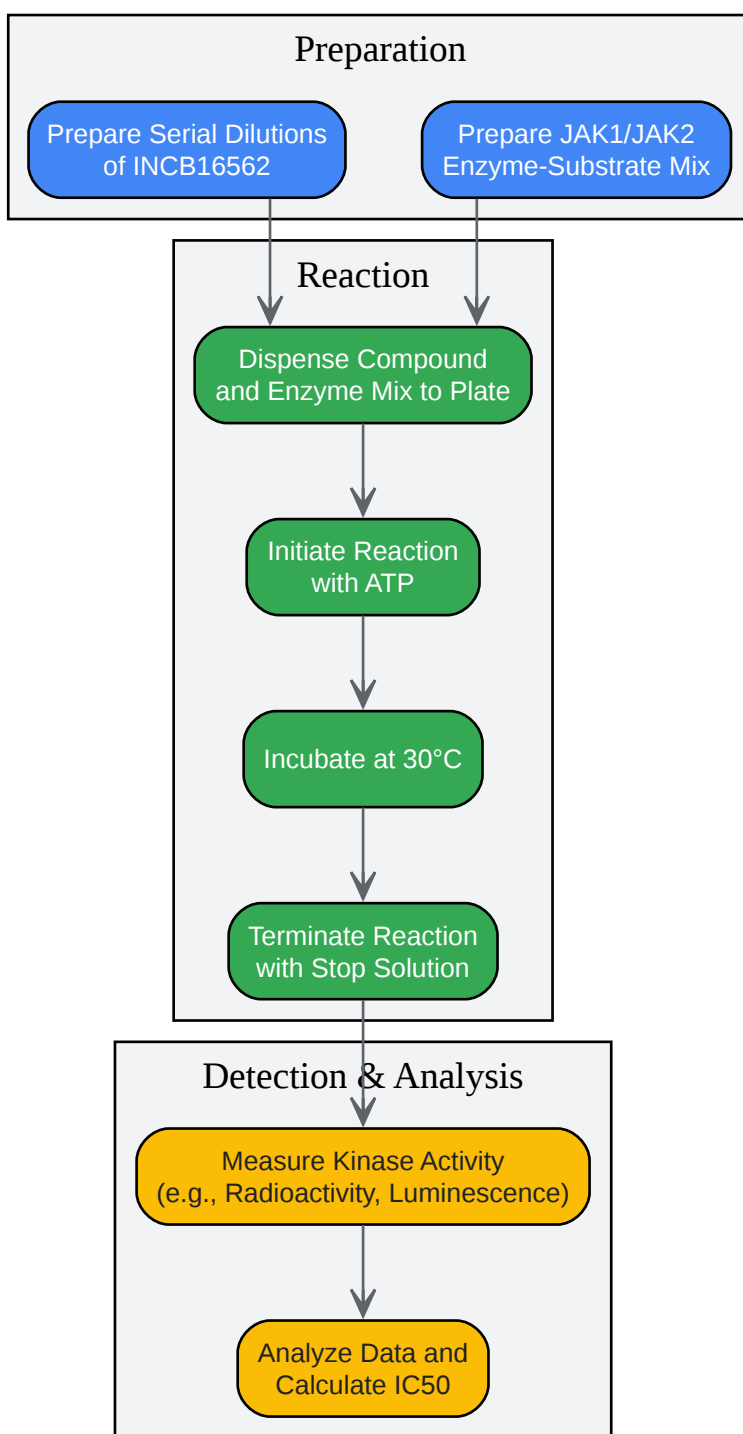 Preparation
Prepare Serial Dilutions
of INCB16562
Prepare JAK1/JAK2
Enzyme-Substrate Mix
Reaction
Dispense Compound
and Enzyme Mix to Plate
Initiate Reaction
with ATP
Incubate at 30°C
Terminate Reaction
with Stop Solution
Detection & Analysis
Measure Kinase Activity
(e.g., Radioactivity, Luminescence)
Analyze Data and
Calculate IC50